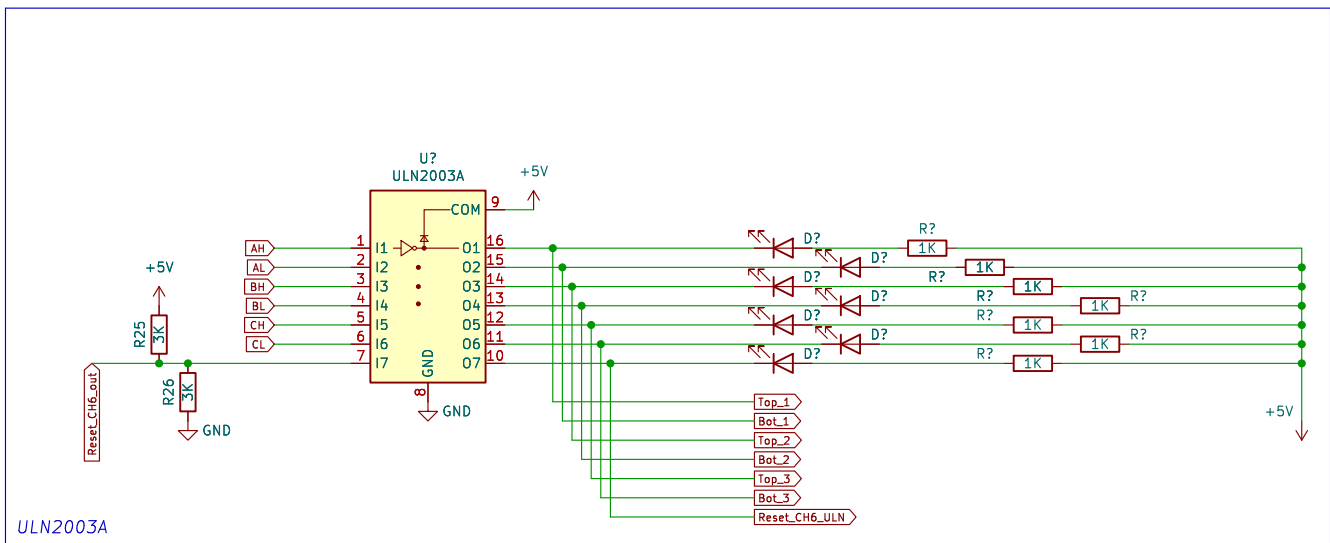 U?
ULN2003A
+5V
COM 9
AH 1 I1 O1 16 D? R? 1K
AL 2 I2 O2 15 D? R? 1K
BH 3 I3 O3 14 D? R? 1K
BL 4 I4 O4 13 D? R? 1K
CH 5 I5 O5 12 D? R? 1K
CL 6 I6 O6 11 D? R? 1K
7 I7 O7 10 D? R? 1K
+5V
R25 3K
R26 3K
GND
Reset_CH6_out
GND
8
GND
Top_1
Bot_1
Top_2
Bot_2
Top_3
Bot_3
Reset_CH6_ULN
+5V
ULN2003A